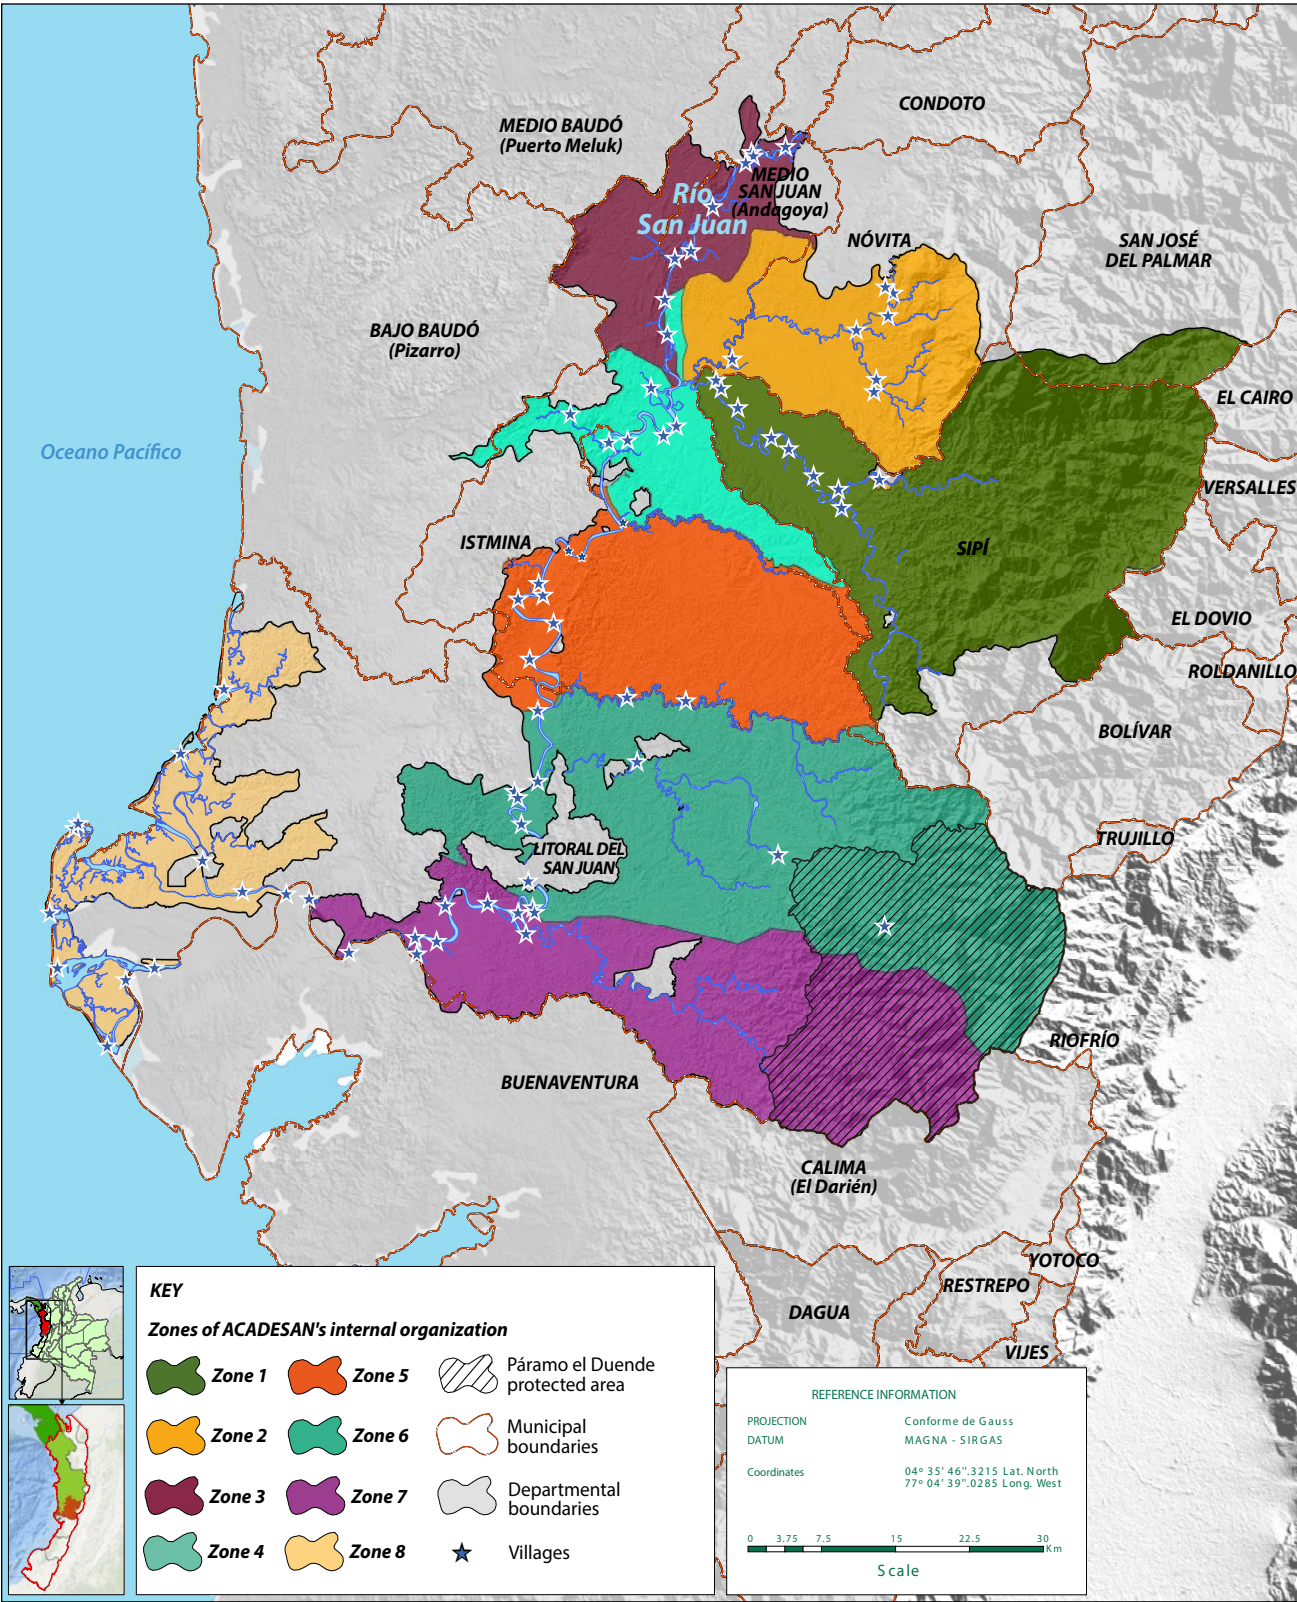 CONDOTO
MEDIO BAUDÓ
(Puerto Meluk)
MEDIO
SAN JUAN
(Andagoya)
Río
San Juan
NÓVITA
SAN JOSÉ
DEL PALMAR
BAJO BAUDÓ
(Pizarro)
EL CAIRO
Oceano Pacífico
VERSALLES
ISTMINA
SIPÍ
EL DOVIO
ROLDANILLO
BOLÍVAR
TRUJILLO
LITORAL DEL
SAN JUAN
RIOFRÍO
BUENAVENTURA
CALIMA
(El Darién)
YOTOCO
RESTREPO
DAGUA
VIJES
KEY
Zones of ACADESAN's internal organization
Zone 1
Zone 5
Páramo el Duende
protected area
Zone 2
Zone 6
Municipal
boundaries
Zone 3
Zone 7
Departmental
boundaries
Zone 4
Zone 8
Villages
REFERENCE INFORMATION
PROJECTION Conforme de Gauss
DATUM MAGNA - SIRGAS
Coordinates 04º 35' 46".3215 Lat. North
77º 04' 39".0285 Long. West
0 3.75 7.5 15 22.5 30
Km
Scale